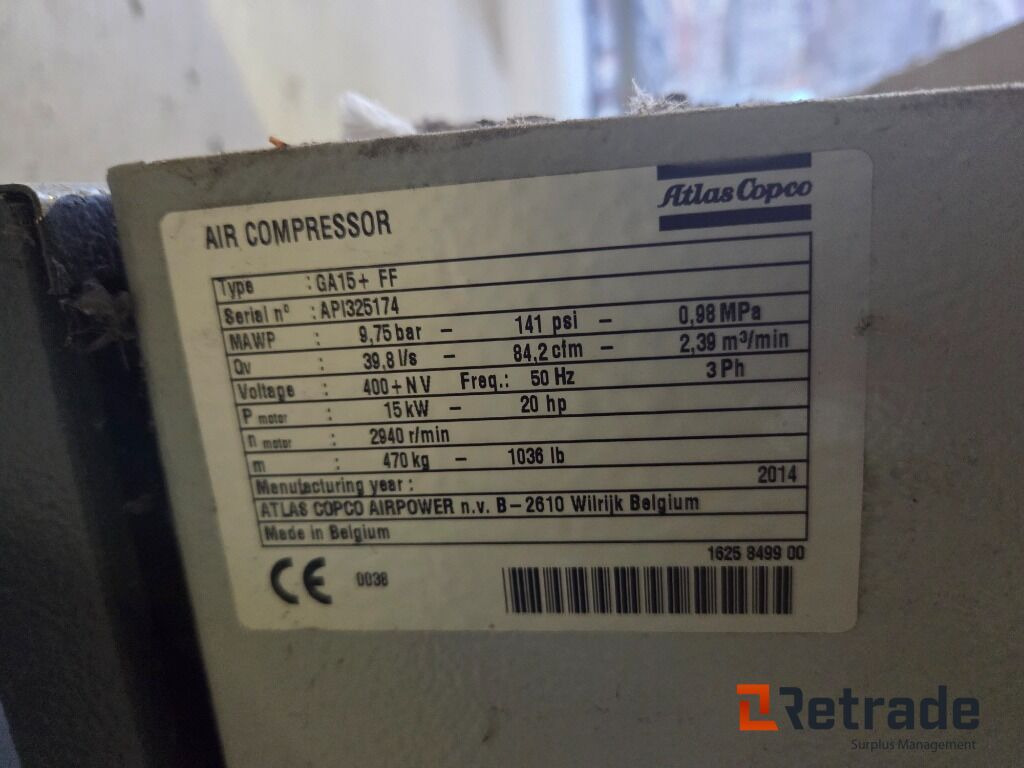 Atlas Copco
AIR COMPRESSOR
Type : GA15+ FF
Serial n° : API325174
MAWP : 9,75 bar – 141 psi – 0,98 MPa
Qv : 39,8 l/s – 84,2 cfm – 2,39 m³/min
Voltage : 400+N V Freq.: 50 Hz 3 Ph
P motor : 15 kW – 20 hp
n motor : 2940 r/min
m : 470 kg – 1036 lb
Manufacturing year : 2014
ATLAS COPCO AIRPOWER n.v. B–2610 Wilrijk Belgium
Made in Belgium
1625 8499 00
CE 0038
Retrade
Surplus Management